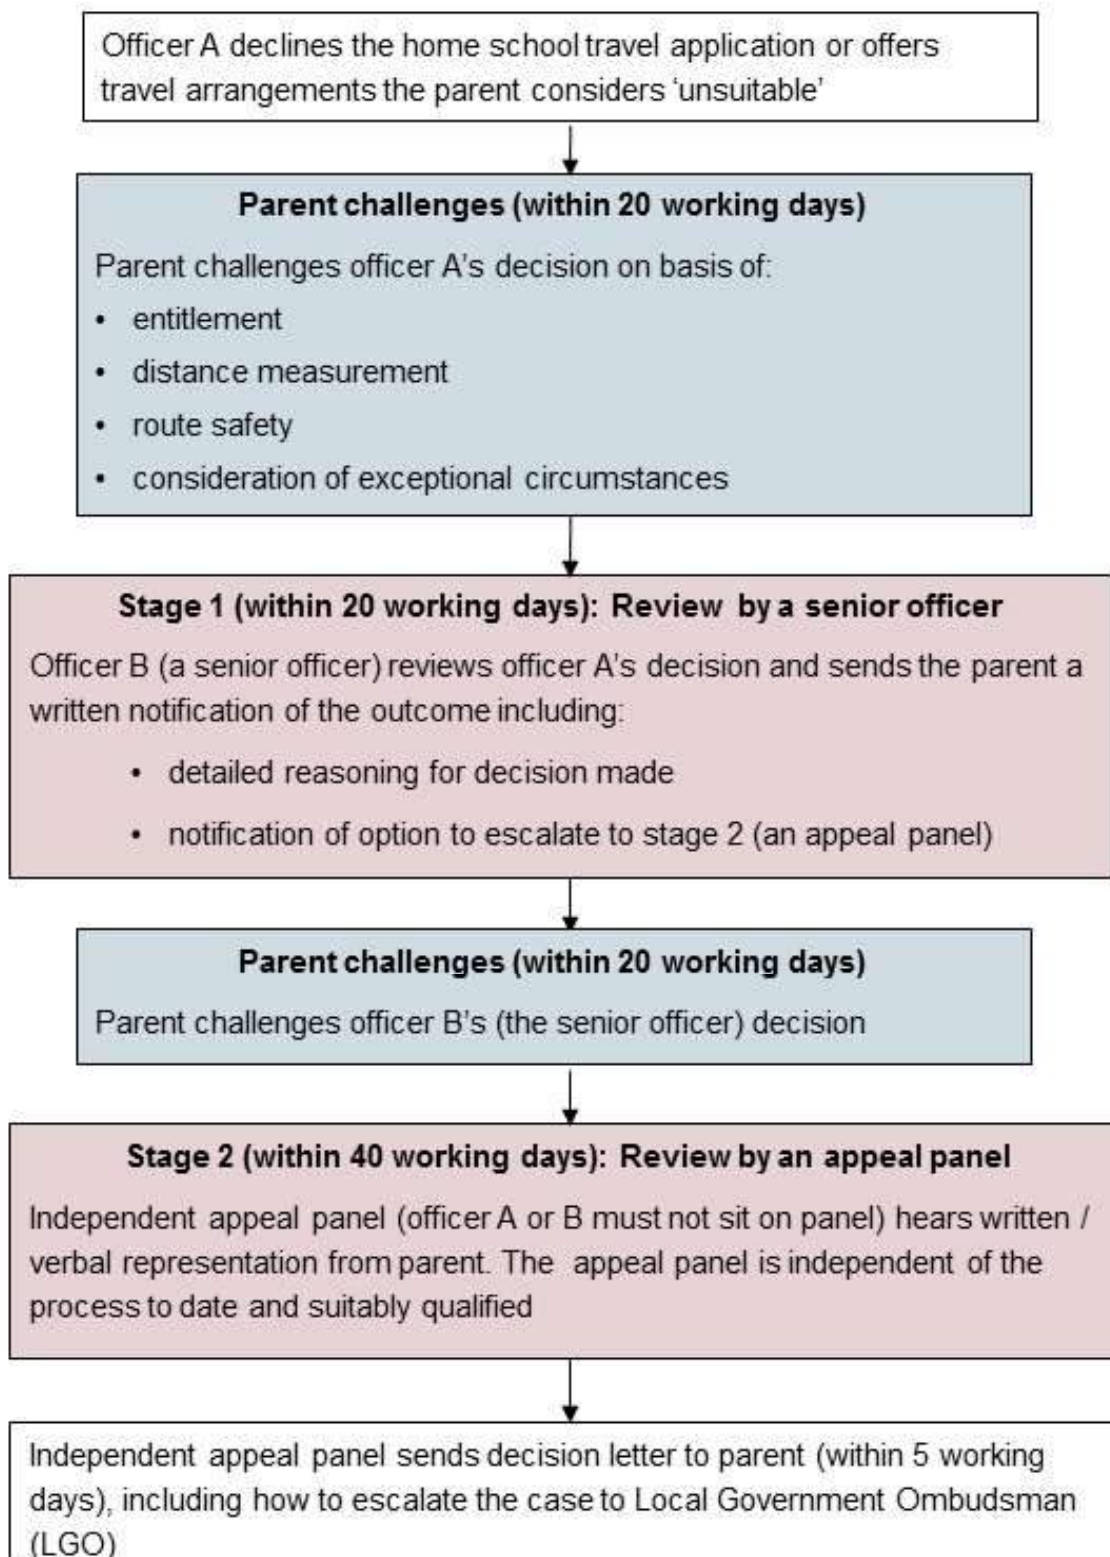 Officer A declines the home school travel application or offers
travel arrangements the parent considers ‘unsuitable’
Parent challenges (within 20 working days)
Parent challenges officer A’s decision on basis of:
• entitlement
• distance measurement
• route safety
• consideration of exceptional circumstances
Stage 1 (within 20 working days): Review by a senior officer
Officer B (a senior officer) reviews officer A’s decision and sends the parent a
written notification of the outcome including:
• detailed reasoning for decision made
• notification of option to escalate to stage 2 (an appeal panel)
Parent challenges (within 20 working days)
Parent challenges officer B’s (the senior officer) decision
Stage 2 (within 40 working days): Review by an appeal panel
Independent appeal panel (officer A or B must not sit on panel) hears written /
verbal representation from parent. The appeal panel is independent of the
process to date and suitably qualified
Independent appeal panel sends decision letter to parent (within 5 working
days), including how to escalate the case to Local Government Ombudsman
(LGO)